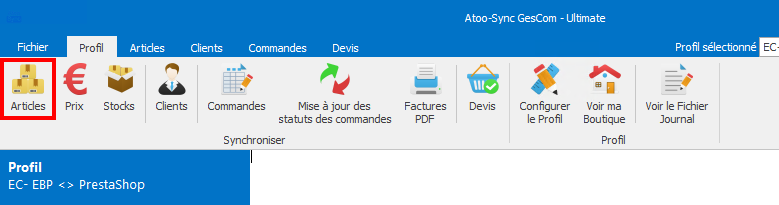 Atoo-Sync GesCom - Ultimate
Fichier Profil Articles Clients Commandes Devis Profil sélectionné EC-
Articles Prix Stocks Clients Commandes Mise à jour des statuts des commandes Factures PDF Devis Configurer le Profil Voir ma Boutique Voir le Fichier Journal
Synchroniser Profil
Profil
EC- EBP <> PrestaShop